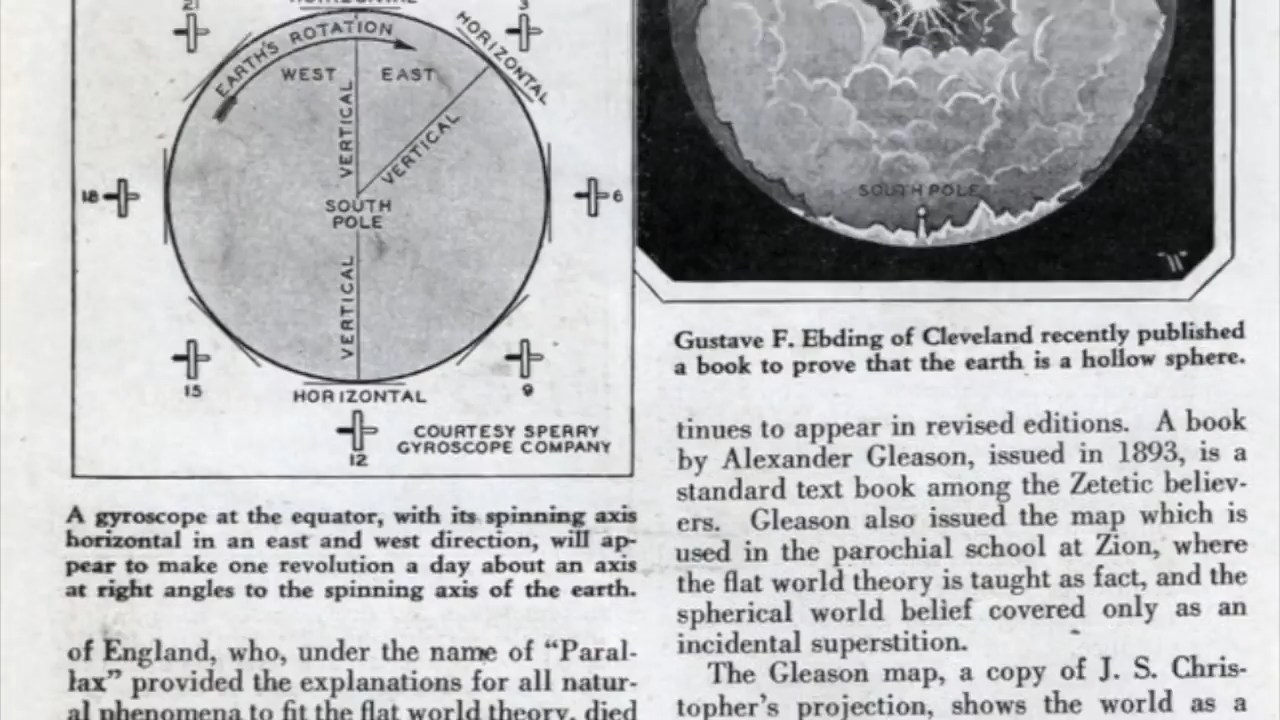 HORIZONTAL
21
3
HORIZONTAL
EARTH'S ROTATION
WEST
EAST
VERTICAL
VERTICAL
18
6
SOUTH
POLE
VERTICAL
15
9
HORIZONTAL
12
COURTESY SPERRY
GYROSCOPE COMPANY
A gyroscope at the equator, with its spinning axis
horizontal in an east and west direction, will ap-
pear to make one revolution a day about an axis
at right angles to the spinning axis of the earth.
of England, who, under the name of “Paral-
lax” provided the explanations for all natur-
al phenomena to fit the flat world theory, died
SOUTH POLE
Gustave F. Ebding of Cleveland recently published
a book to prove that the earth is a hollow sphere.
tinues to appear in revised editions. A book
by Alexander Gleason, issued in 1893, is a
standard text book among the Zetetic believ-
ers. Gleason also issued the map which is
used in the parochial school at Zion, where
the flat world theory is taught as fact, and the
spherical world belief covered only as an
incidental superstition.
The Gleason map, a copy of J. S. Chris-
topher's projection, shows the world as a